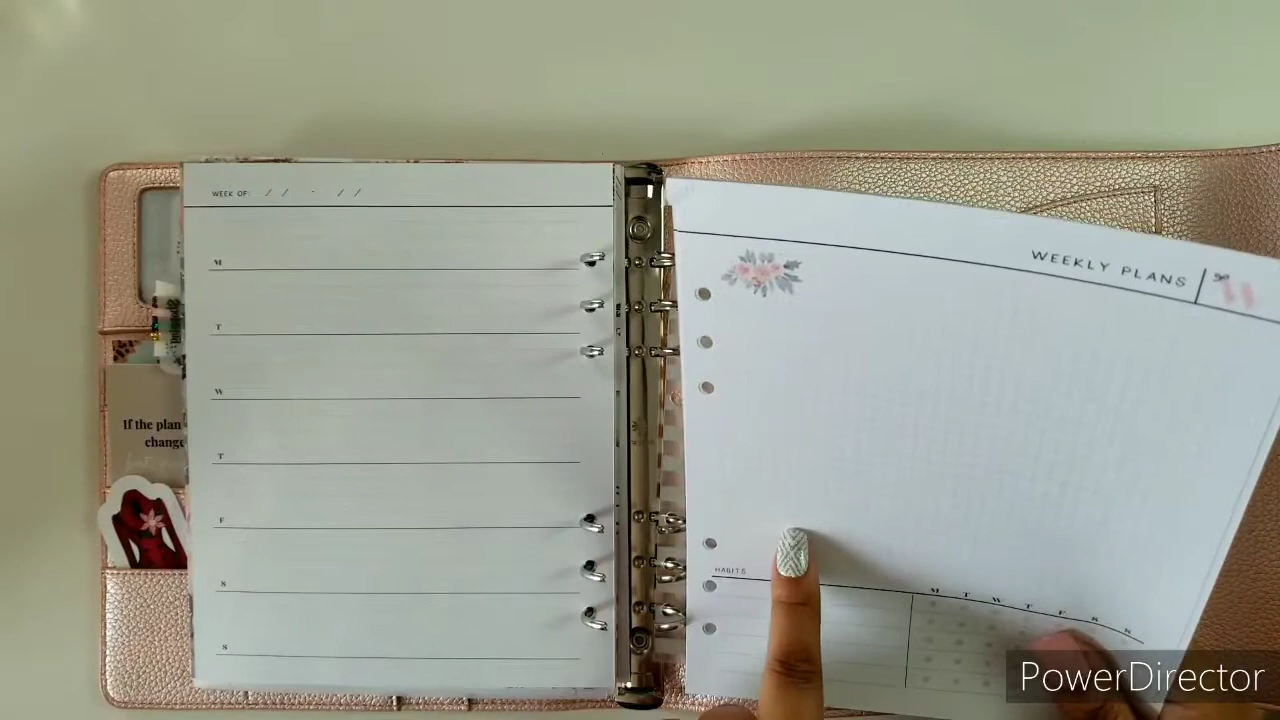 WEEK OF: / / - / /
M
T
W
T
F
S
S
If the plan
change
WEEKLY PLANS
HABITS
M T W T F S S
PowerDirector